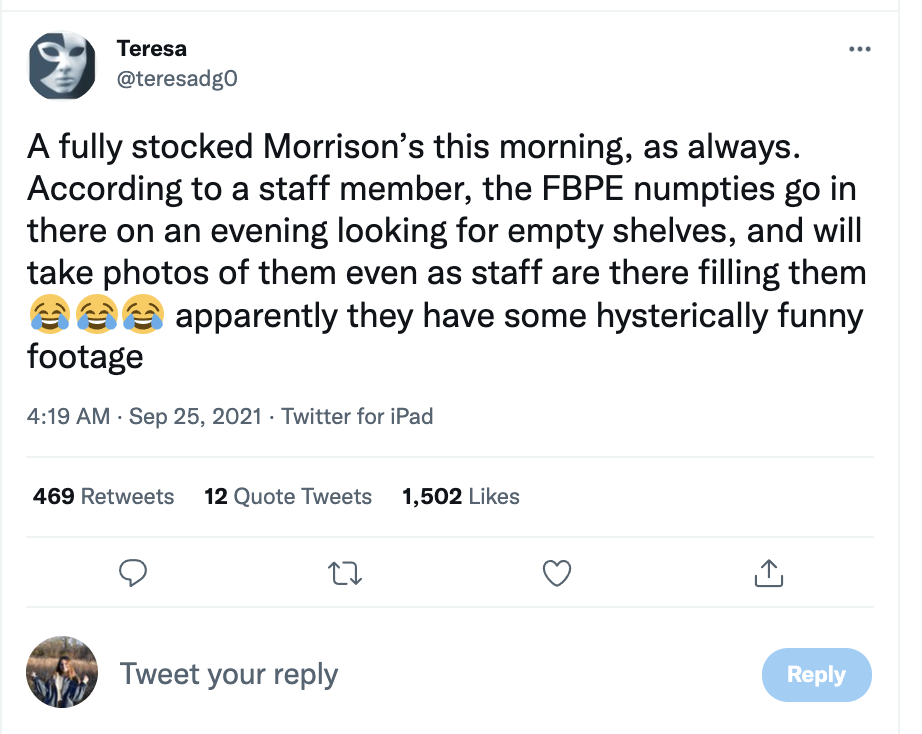 Teresa
@teresadg0
A fully stocked Morrison’s this morning, as always.
According to a staff member, the FBPE numpties go in
there on an evening looking for empty shelves, and will
take photos of them even as staff are there filling them
😂😂😂 apparently they have some hysterically funny
footage
4:19 AM · Sep 25, 2021 · Twitter for iPad
469 Retweets 12 Quote Tweets 1,502 Likes
Tweet your reply
Reply